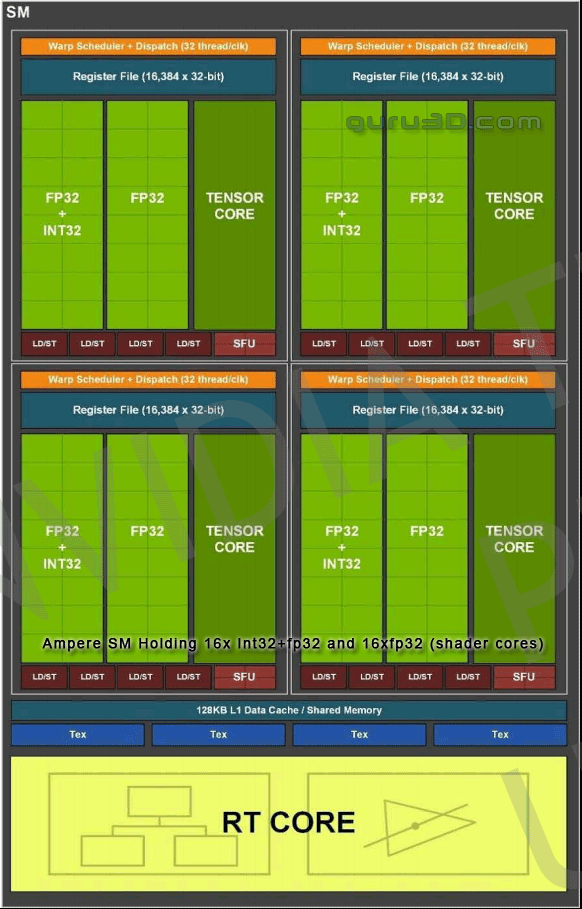 SM
Warp Scheduler + Dispatch (32 thread/clk)
Register File (16,384 x 32-bit)
FP32
+
INT32
FP32
TENSOR
CORE
LD/ST LD/ST LD/ST LD/ST SFU
Warp Scheduler + Dispatch (32 thread/clk)
Register File (16,384 x 32-bit)
guru3D.com
FP32
+
INT32
FP32
TENSOR
CORE
LD/ST LD/ST LD/ST LD/ST SFU
Warp Scheduler + Dispatch (32 thread/clk)
Register File (16,384 x 32-bit)
FP32
+
INT32
FP32
TENSOR
CORE
LD/ST LD/ST LD/ST LD/ST SFU
Warp Scheduler + Dispatch (32 thread/clk)
Register File (16,384 x 32-bit)
FP32
+
INT32
FP32
TENSOR
CORE
LD/ST LD/ST LD/ST LD/ST SFU
Ampere SM Holding 16x Int32+fp32 and 16xfp32 (shader cores)
128KB L1 Data Cache / Shared Memory
Tex Tex Tex Tex
RT CORE
NVIDIA